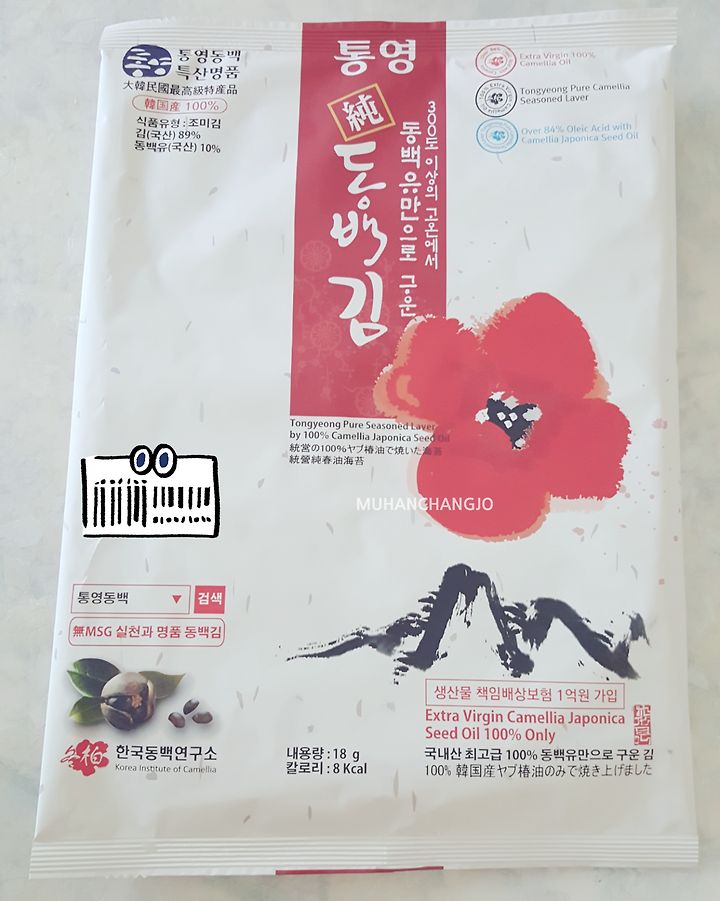 통영동백
특산명품
大韓民國最高級特産品
韓国産 100%
식품유형 : 조미김
김(국산) 89%
동백유(국산) 10%
통영
純
동백김
300도 이상의 고온에서
동백유만으로 구운
Extra Virgin 100%
Camellia Oil
Tongyeong Pure Camellia
Seasoned Laver
Over 84% Oleic Acid with
Camellia Japonica Seed Oil
Tongyeong Pure Seasoned Laver
by 100% Camellia Japonica Seed Oil
統営の100%ヤブ椿油で焼いた海苔
統營純春油海苔
MUHANCHANGJO
통영동백 ▼ 검색
無MSG 실천과 명품 동백김
冬柏 한국동백연구소
Korea Institute of Camellia
내용량 : 18 g
칼로리 : 8 Kcal
생산물 책임배상보험 1억원 가입
Extra Virgin Camellia Japonica
Seed Oil 100% Only
국내산 최고급 100% 동백유만으로 구운 김
100% 韓国産ヤブ椿油のみで焼き上げました